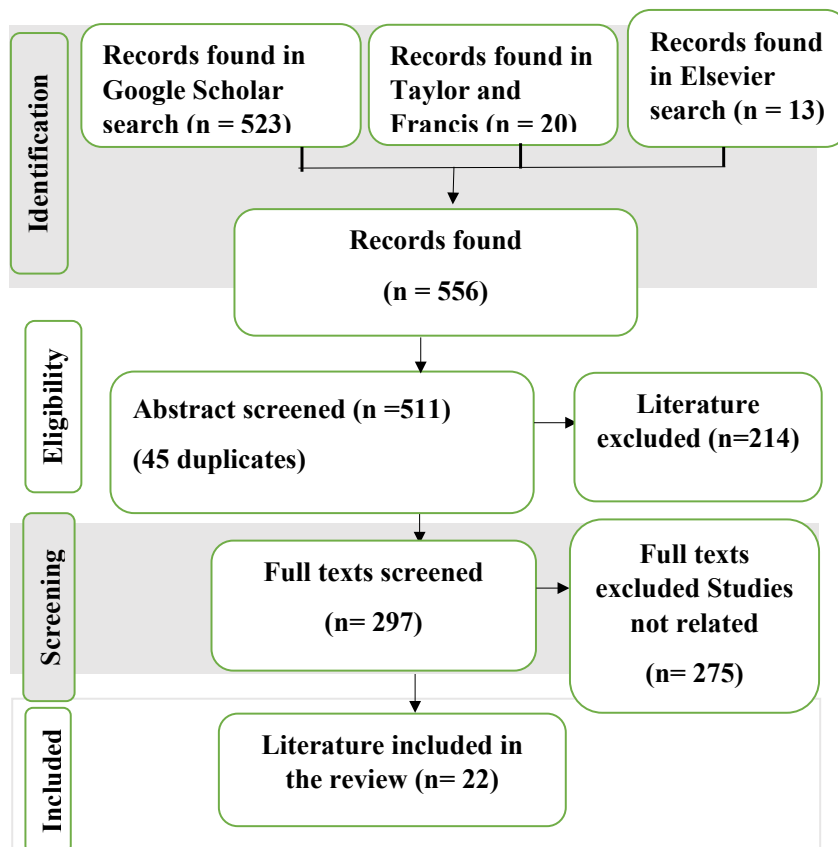 Identification
Records found in
Google Scholar
search (n = 523)
Records found in
Taylor and
Francis (n = 20)
Records found
in Elsevier
search (n = 13)
Records found
(n = 556)
Eligibility
Abstract screened (n =511)
(45 duplicates)
Literature
excluded (n=214)
Screening
Full texts screened
(n= 297)
Full texts
excluded Studies
not related
(n= 275)
Included
Literature included in
the review (n= 22)